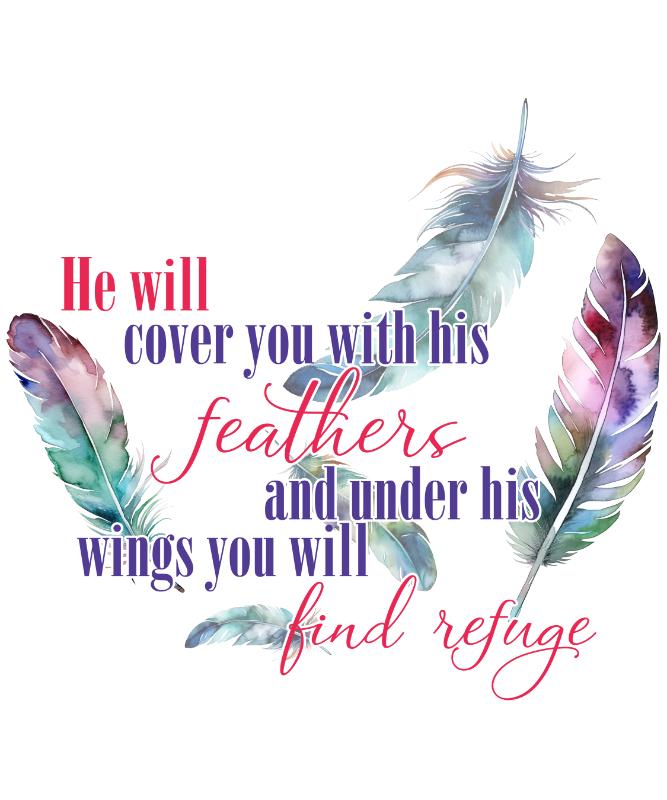 He will
cover you with his
feathers
and under his
wings you will
find refuge